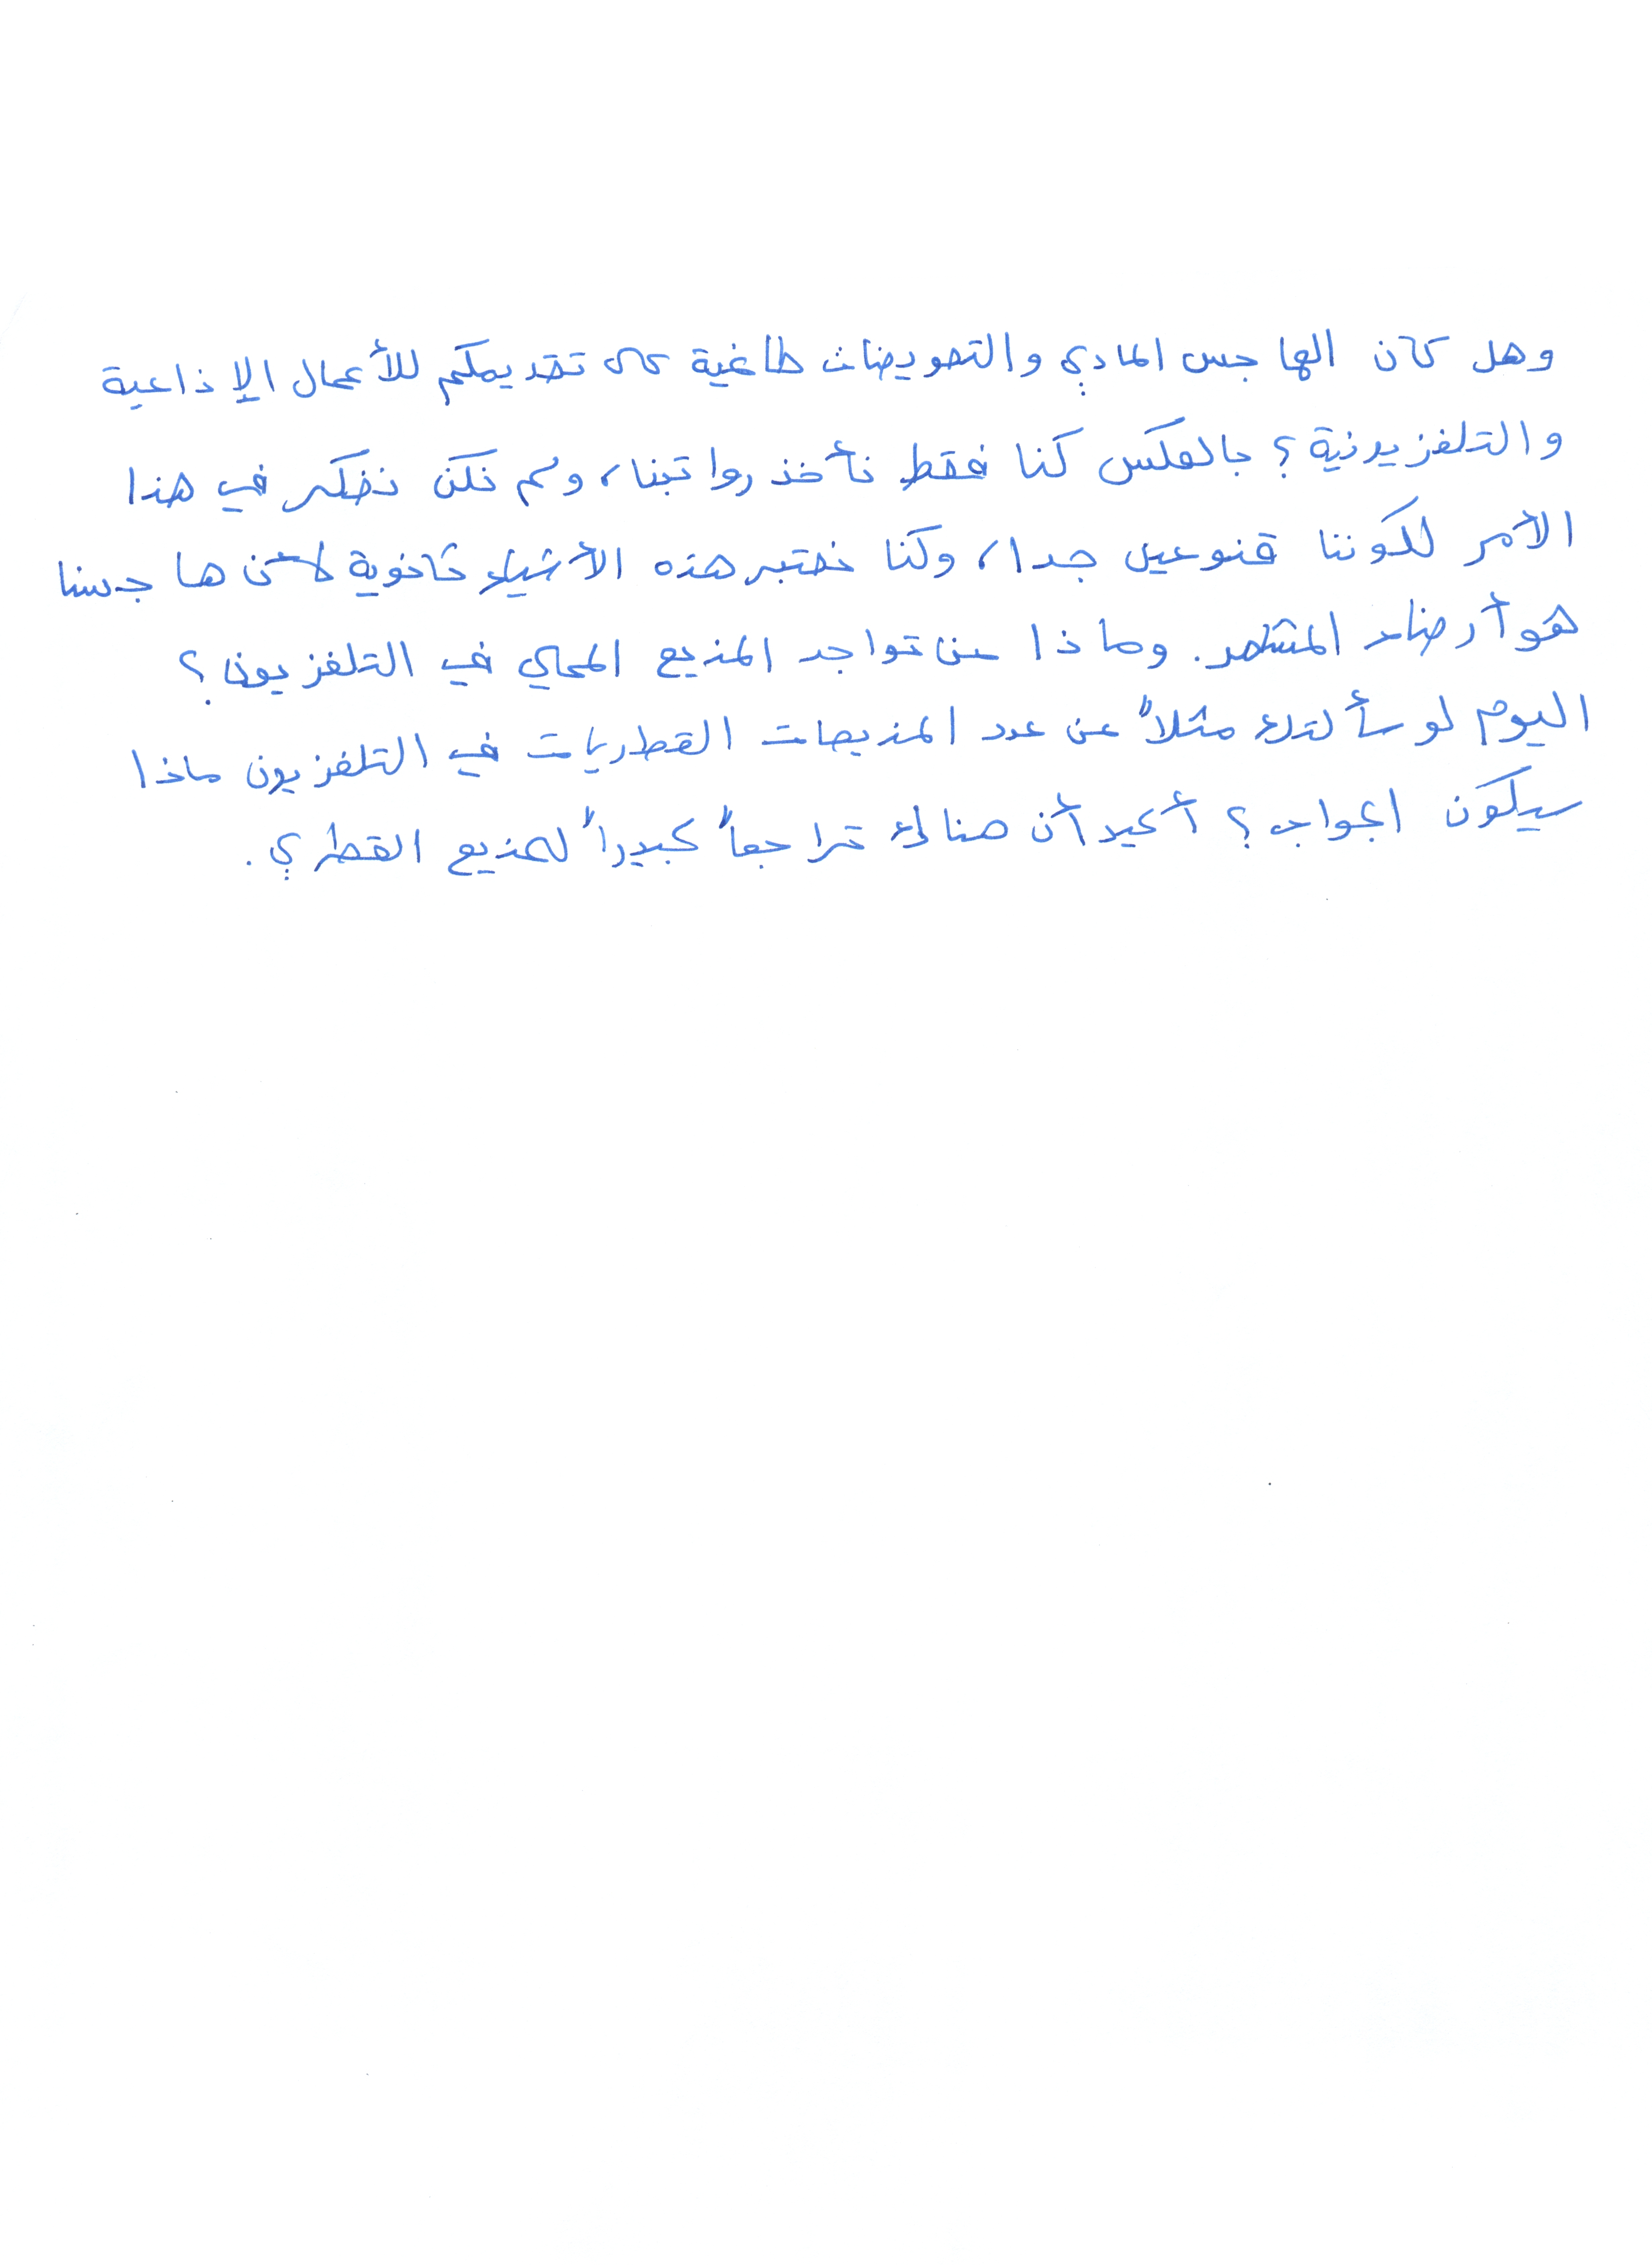 وهل كان الهاجس المادي والتعويضات طاغية على تقديمكم للأعمال الإذاعية
والتلفزيونية؟ بالعكس كنا فقط نأخذ رواتبنا، ولم نكن نفكر في هذا
الأمر لكوننا قنوعين جدا، وكنا نعتبر هذه الأشياء ثانوية لأن هاجسنا
هو أرضاء المشاهد. وماذا عن تواجد المذيع المحلي في التلفزيون؟
اليوم لو سألتك مثلاً عن عدد المذيعات القطريات في التلفزيون ماذا
سيكون الجواب؟ أكيد أن هناك تراجعاً كبيراً للمذيع القطري.